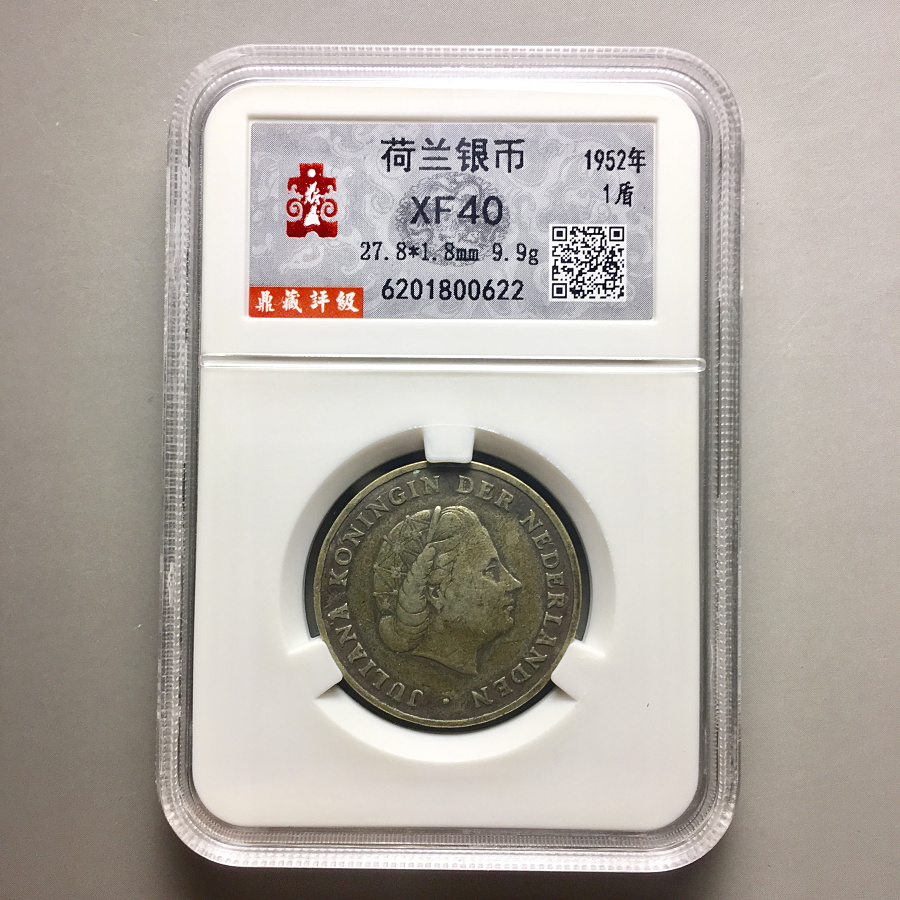 荷兰银币
1952年
1盾
XF40
27.8*1.8mm 9.9g
6201800622
鼎藏評級
JULIANA KONINGIN DER NEDERLANDEN